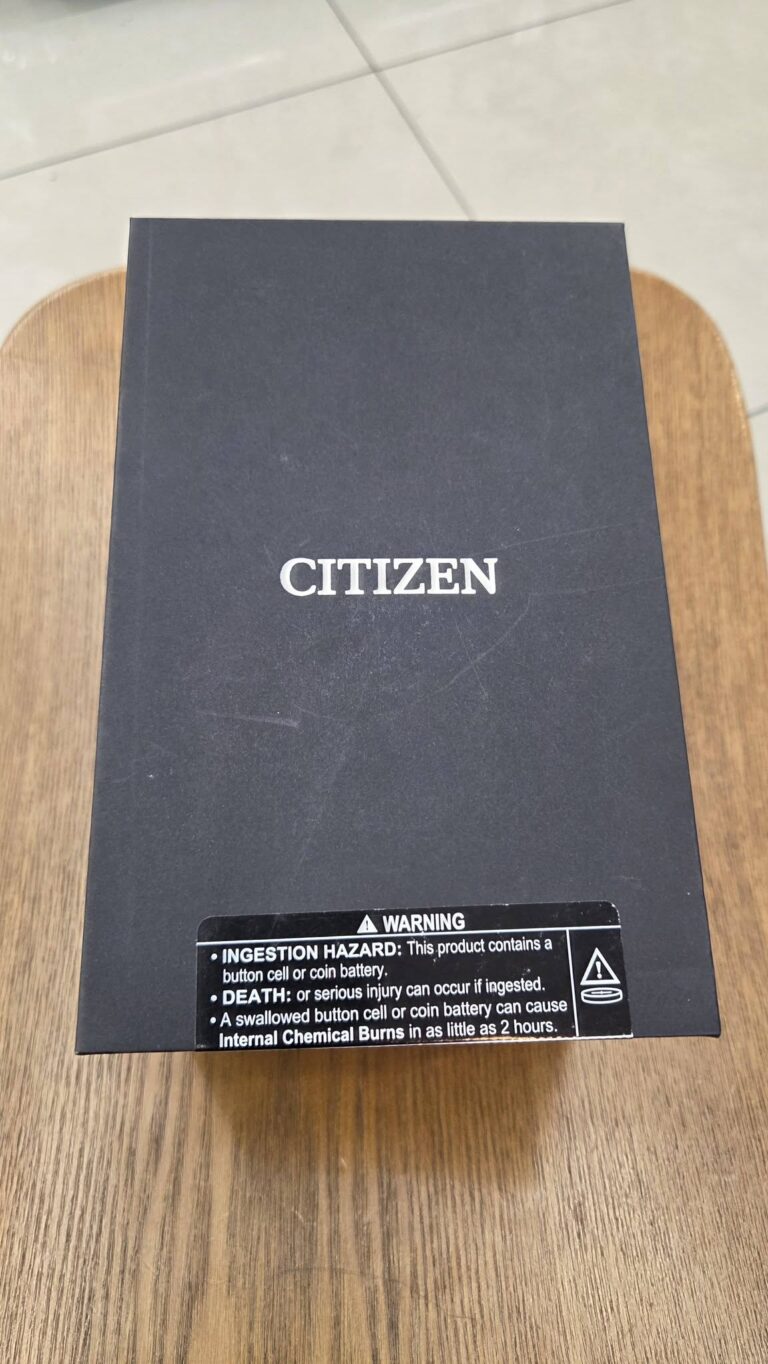 CITIZEN
⚠ WARNING
• INGESTION HAZARD: This product contains a
button cell or coin battery.
• DEATH: or serious injury can occur if ingested.
• A swallowed button cell or coin battery can cause
Internal Chemical Burns in as little as 2 hours.